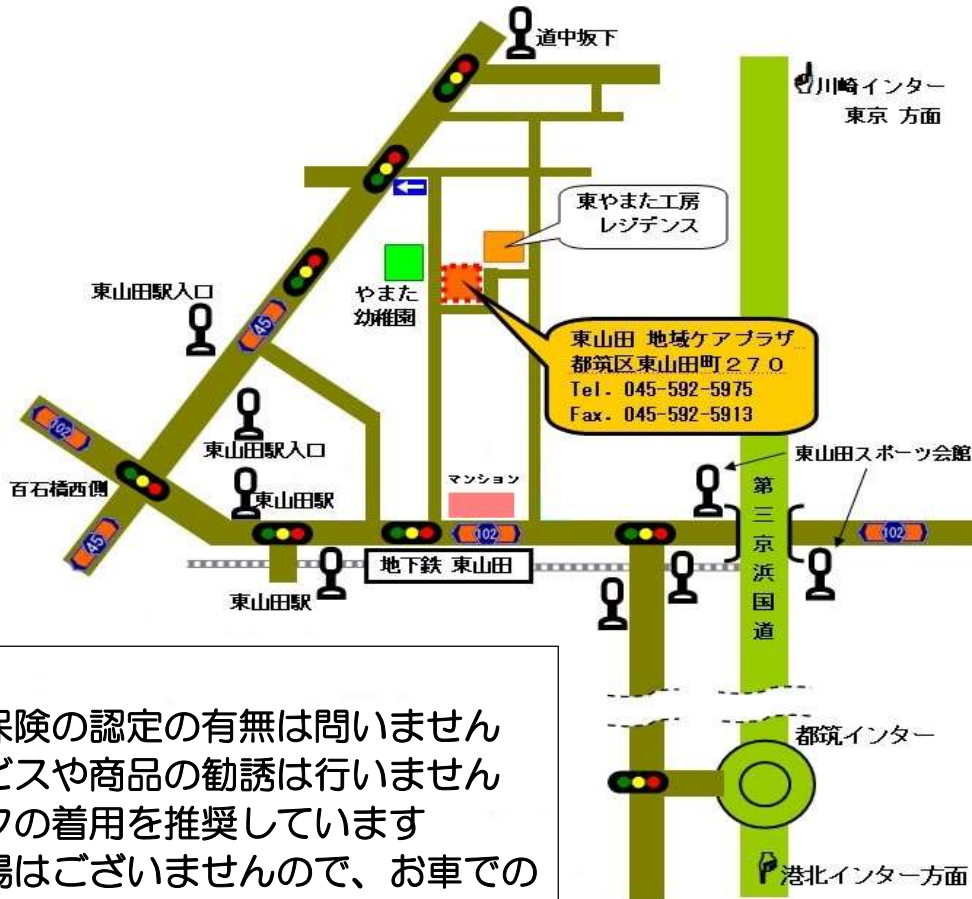 道中坂下
川崎インター
東京 方面
東やまた工房
レジデンス
やまた
幼稚園
東山田駅入口
45
東山田 地域ケアプラザ
都筑区東山田町270
Tel. 045-592-5975
Fax. 045-592-5913
102
東山田駅入口
百石橋西側
東山田駅
マンション
東山田スポーツ会館
45
102
102
地下鉄 東山田
東山田駅
第三京浜国道
保険の認定の有無は問いません
ビスや商品の勧誘は行いません
クの着用を推奨しています
場はございませんので、お車での
都筑インター
港北インター方面